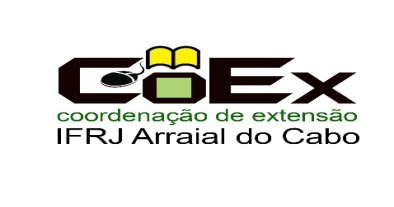 CoEx
coordenação de extensão
IFRJ Arraial do Cabo